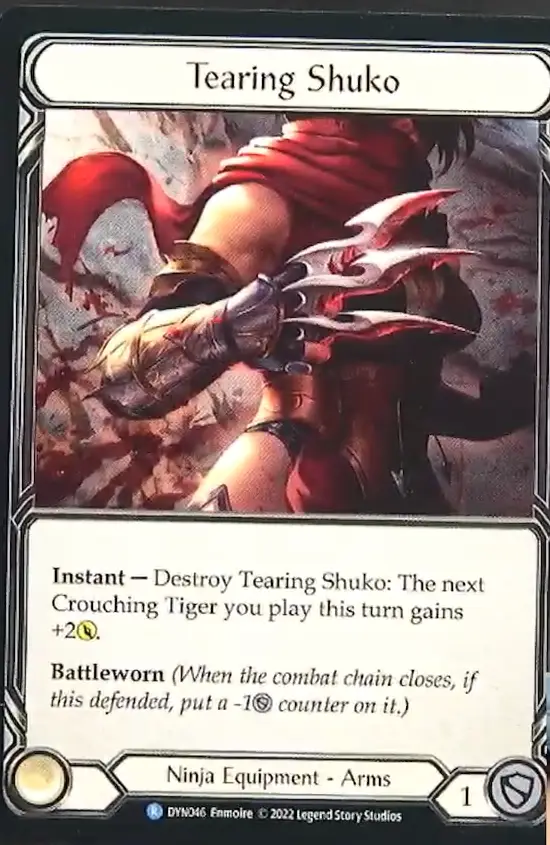 Tearing Shuko
Instant — Destroy Tearing Shuko: The next
Crouching Tiger you play this turn gains
+2.
Battleworn (When the combat chain closes, if
this defended, put a -1 counter on it.)
Ninja Equipment - Arms
1
R DYN046 Enmoire © 2022 Legend Story Studios